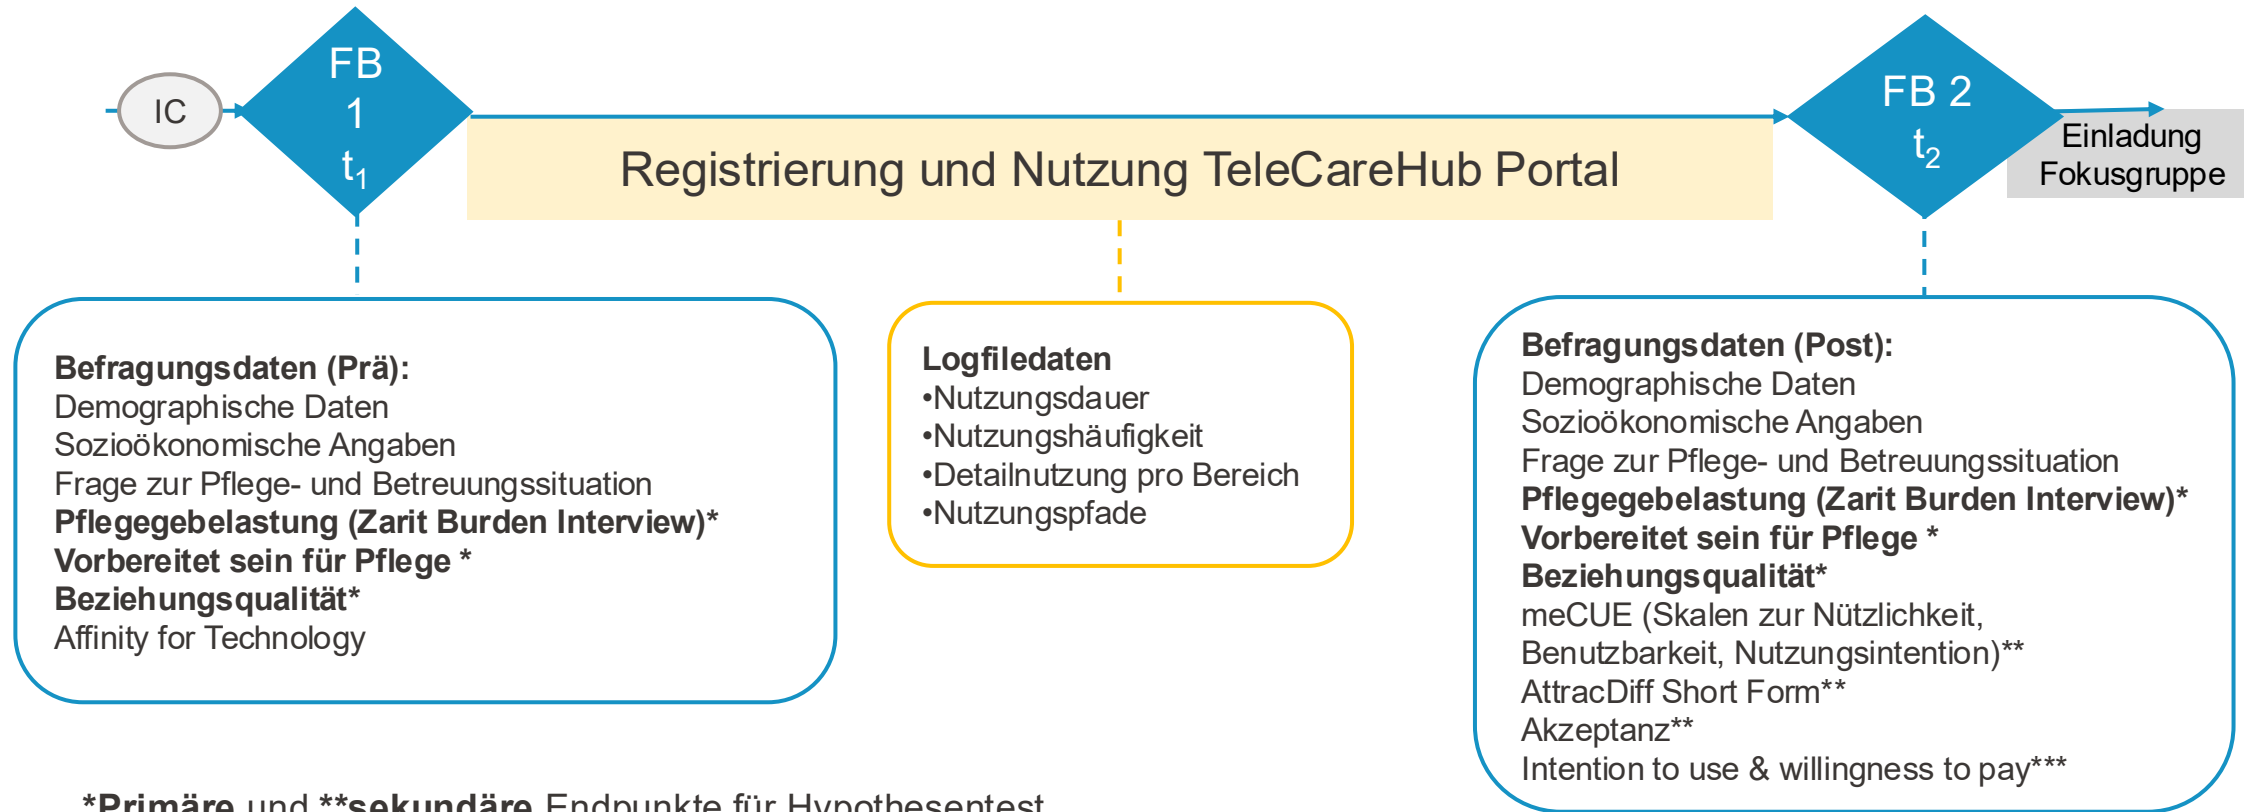 IC
FB
1
t1
Registrierung und Nutzung TeleCareHub Portal
FB 2
t2
Einladung
Fokusgruppe
Befragungsdaten (Prä):
Demographische Daten
Sozioökonomische Angaben
Frage zur Pflege- und Betreuungssituation
Pflegegebelastung (Zarit Burden Interview)*
Vorbereitet sein für Pflege *
Beziehungsqualität*
Affinity for Technology
Logfiledaten
•Nutzungsdauer
•Nutzungshäufigkeit
•Detailnutzung pro Bereich
•Nutzungspfade
Befragungsdaten (Post):
Demographische Daten
Sozioökonomische Angaben
Frage zur Pflege- und Betreuungssituation
Pflegegebelastung (Zarit Burden Interview)*
Vorbereitet sein für Pflege *
Beziehungsqualität*
meCUE (Skalen zur Nützlichkeit,
Benutzbarkeit, Nutzungsintention)**
AttracDiff Short Form**
Akzeptanz**
Intention to use & willingness to pay***
*Primäre und **sekundäre Endpunkte für Hypothesentest